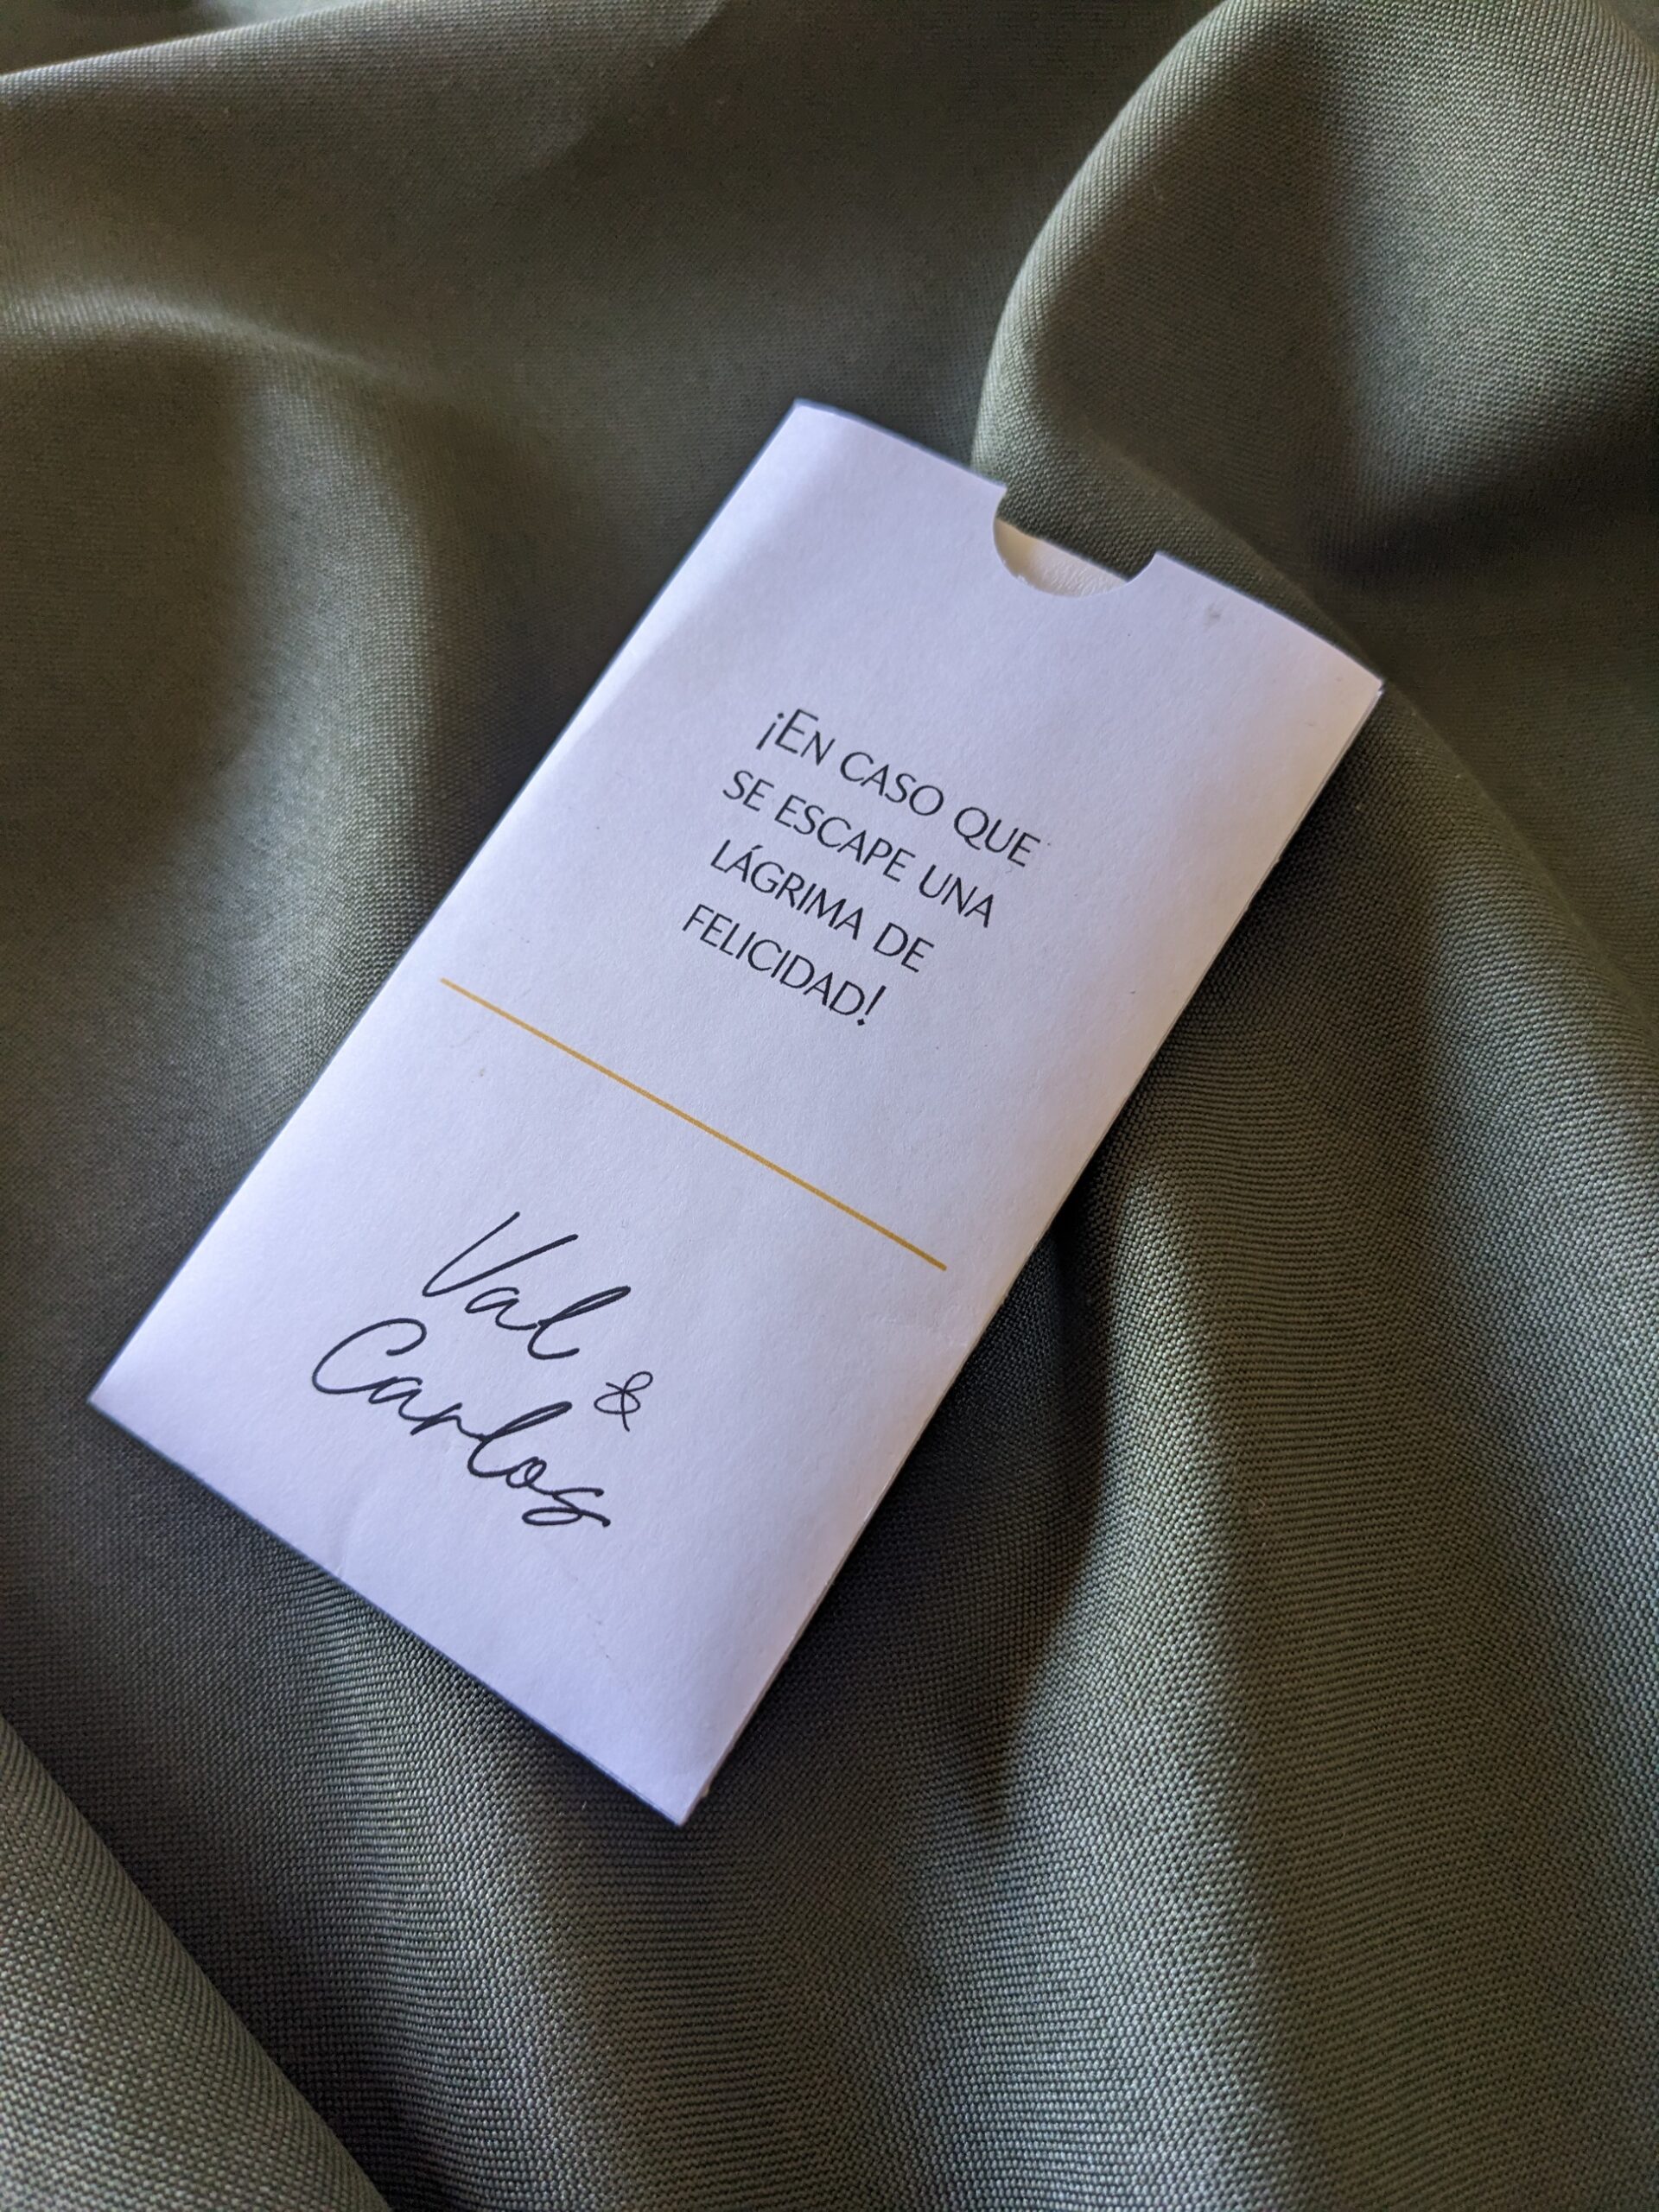 ¡EN CASO QUE
SE ESCAPE UNA
LÁGRIMA DE
FELICIDAD!
Val &
Carlos